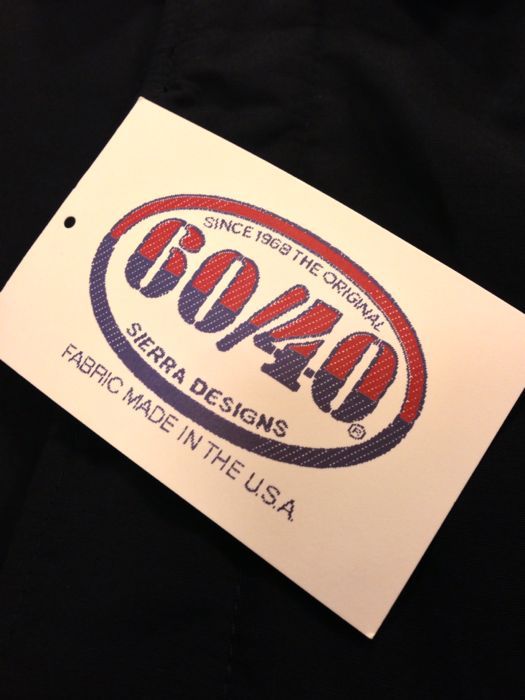 SINCE 1968 THE ORIGINAL
60/40
®
SIERRA DESIGNS
FABRIC MADE IN THE U.S.A.